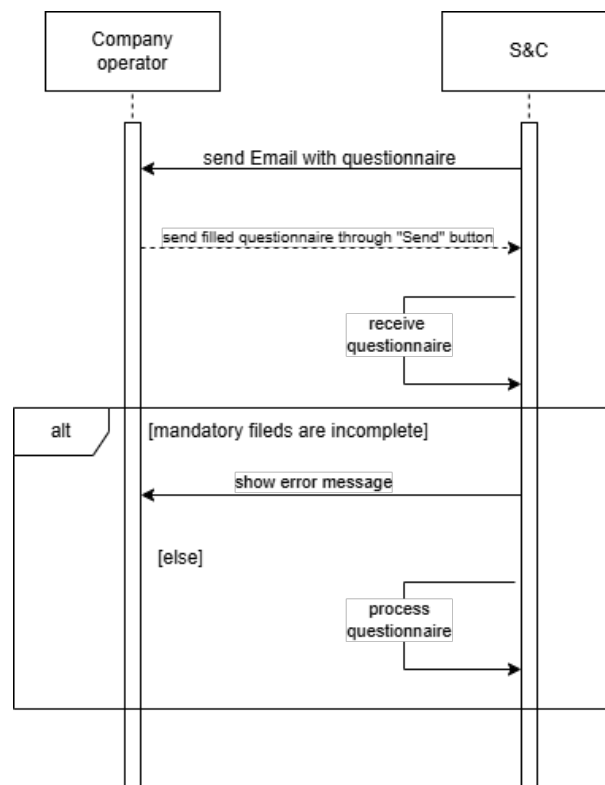 Company
operator
S&C
send Email with questionnaire
send filled questionnaire through "Send" button
receive
questionnaire
alt
[mandatory fileds are incomplete]
show error message
[else]
process
questionnaire